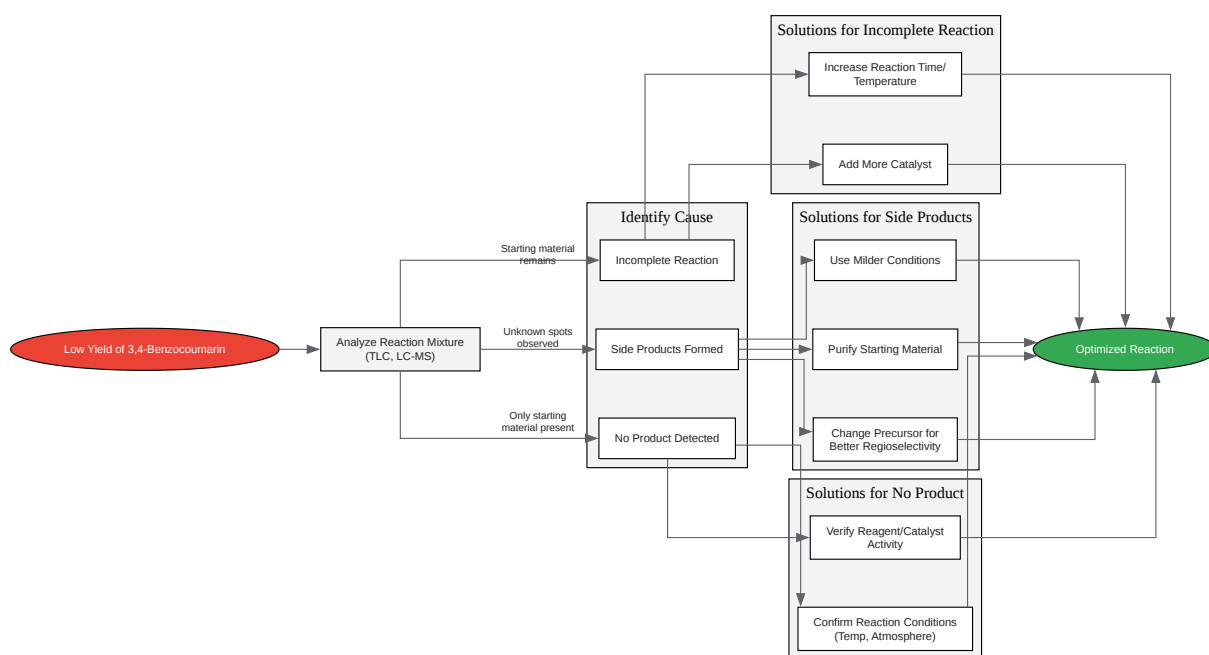 Low Yield of 3,4-Benzocoumarin
Analyze Reaction Mixture
(TLC, LC-MS)
Starting material
remains
Unknown spots
observed
Only starting
material present
Identify Cause
Incomplete Reaction
Side Products Formed
No Product Detected
Solutions for Incomplete Reaction
Increase Reaction Time/
Temperature
Add More Catalyst
Solutions for Side Products
Use Milder Conditions
Purify Starting Material
Change Precursor for
Better Regioselectivity
Solutions for No Product
Verify Reagent/Catalyst
Activity
Confirm Reaction Conditions
(Temp, Atmosphere)
Optimized Reaction